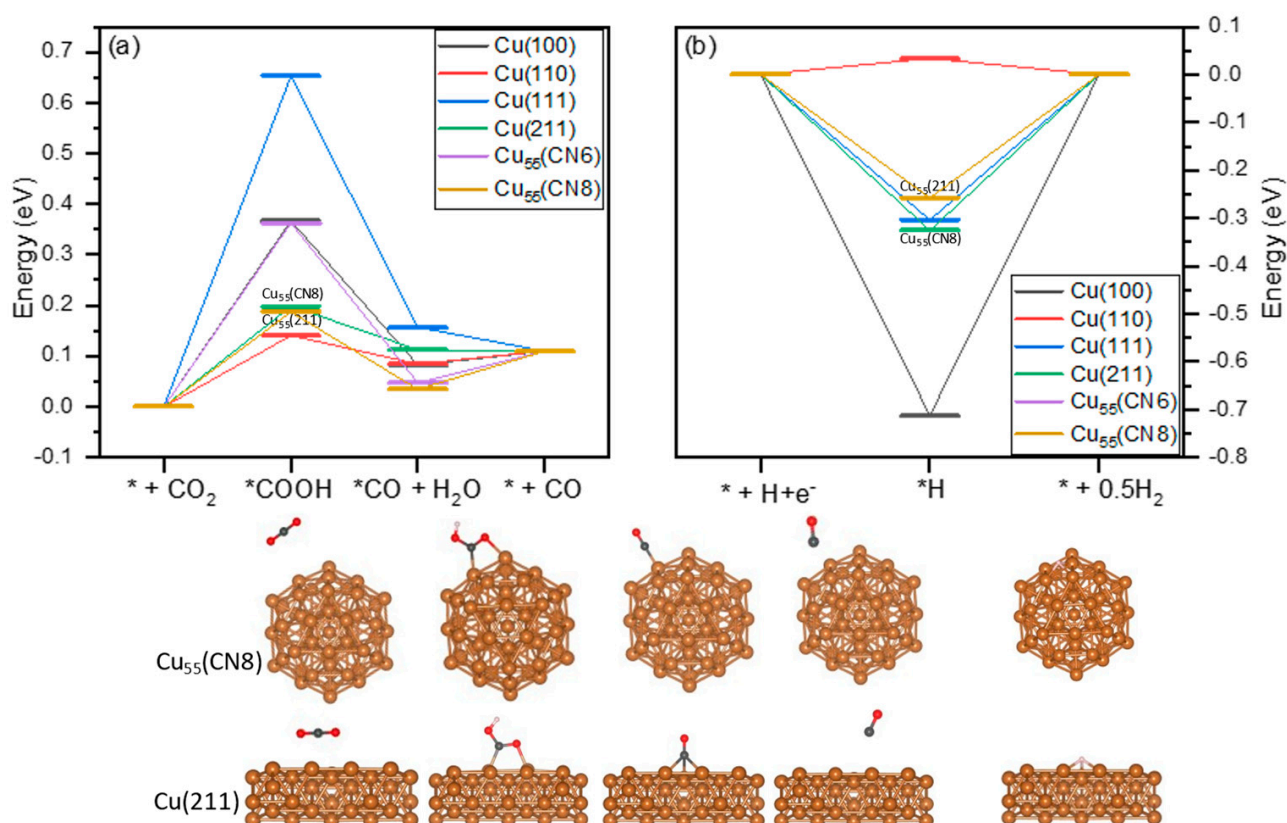 (a)
Energy (eV)
0.7
0.6
0.5
0.4
0.3
0.2
0.1
0.0
-0.1
Cu(100)
Cu(110)
Cu(111)
Cu(211)
Cu₅₅(CN6)
Cu₅₅(CN8)
Cu₅₅(CN8)
Cu₅₅(211)
* + CO₂
*COOH
*CO + H₂O
* + CO
(b)
Cu₅₅(211)
Cu₅₅(CN8)
Cu(100)
Cu(110)
Cu(111)
Cu(211)
Cu₅₅(CN6)
Cu₅₅(CN8)
0.1
0.0
-0.1
-0.2
-0.3
-0.4
-0.5
-0.6
-0.7
-0.8
Energy (eV)
* + H+e⁻
*H
* + 0.5H₂
Cu₅₅(CN8)
Cu(211)